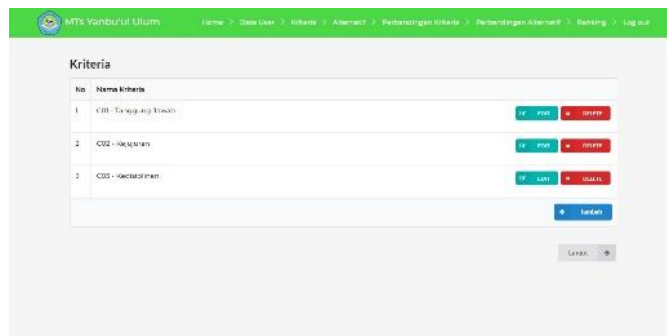 MTs Yanbu'ul Ulum
Home > Data User > Kriteria > Alternatif > Perbandingan Kriteria > Perbandingan Alternatif > Ranking > Log out
Kriteria
No Nama Kriteria
1 C01 - Tanggung Jawab EDIT DELETE
2 C02 - Kejujuran EDIT DELETE
3 C03 - Kedisiplinan EDIT DELETE
+ tambah
Lanjut